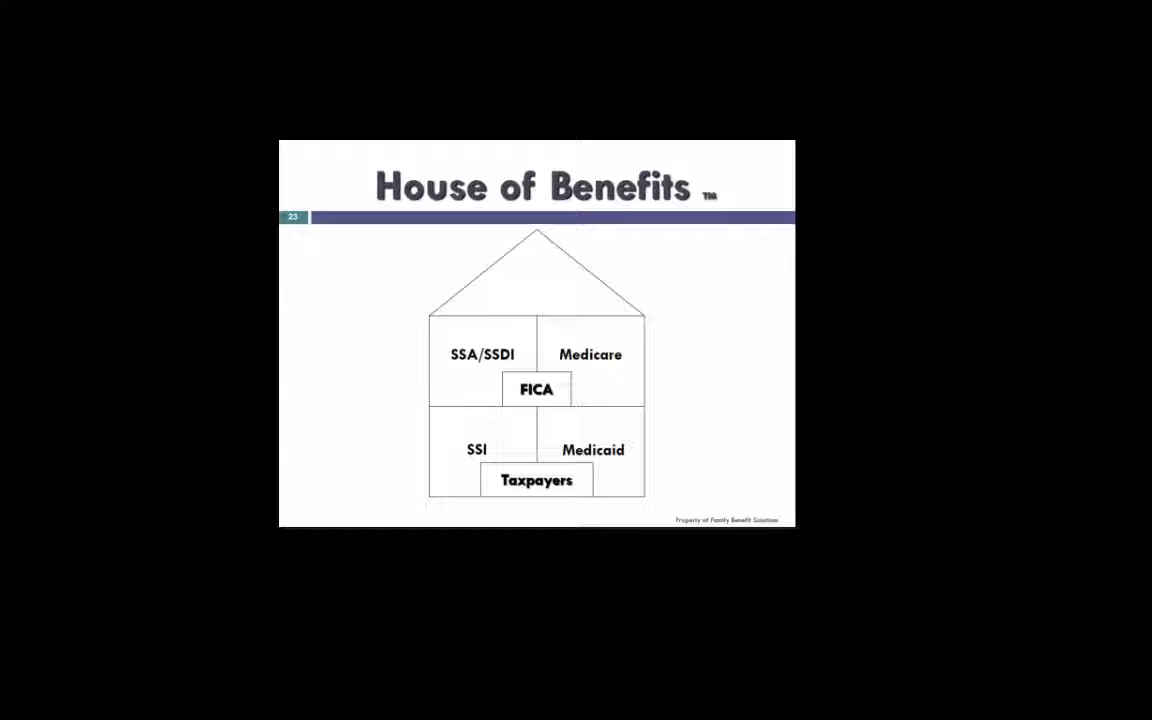 House of Benefits ™
23
SSA/SSDI Medicare
FICA
SSI Medicaid
Taxpayers
Property of Family Benefit Solutions